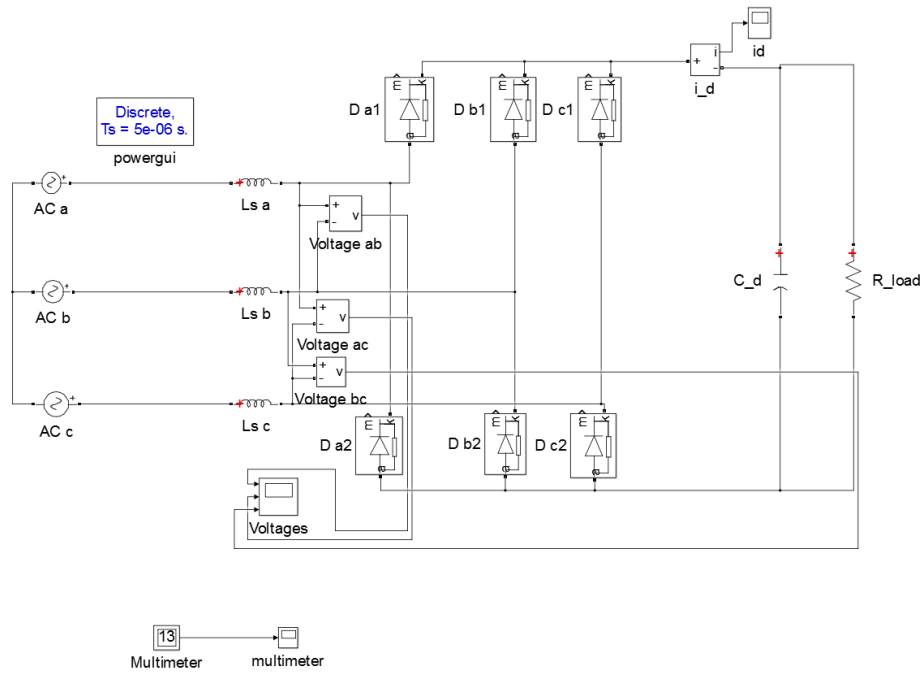 id
i
+
-
i_d
m
k
a
D a1
m
k
a
D b1
m
k
a
D c1
Discrete,
Ts = 5e-06 s.
powergui
+
AC a
+
Ls a
+
-
v
Voltage ab
+
AC b
+
Ls b
+
-
v
Voltage ac
+
-
v
Voltage bc
+
AC c
+
Ls c
+
C_d
+
R_load
m
k
a
D a2
m
k
a
D b2
m
k
a
D c2
Voltages
13
Multimeter
multimeter